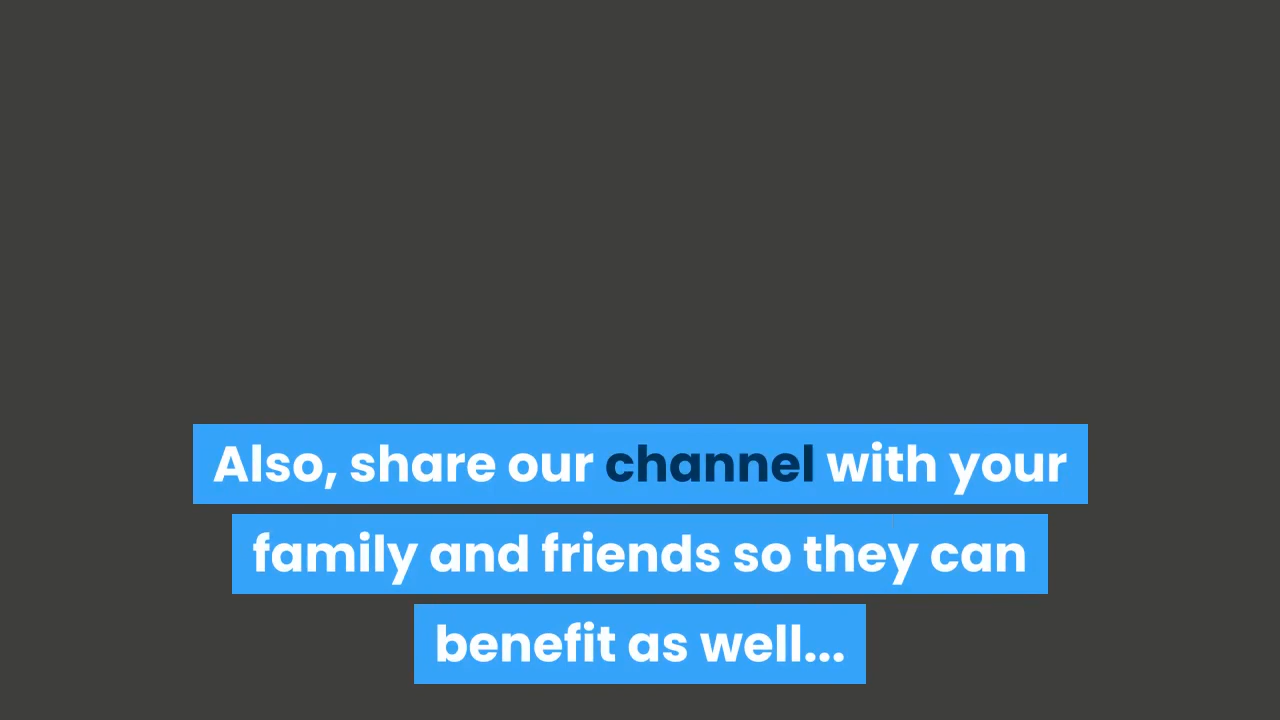 Also, share our channel with your
family and friends so they can
benefit as well...